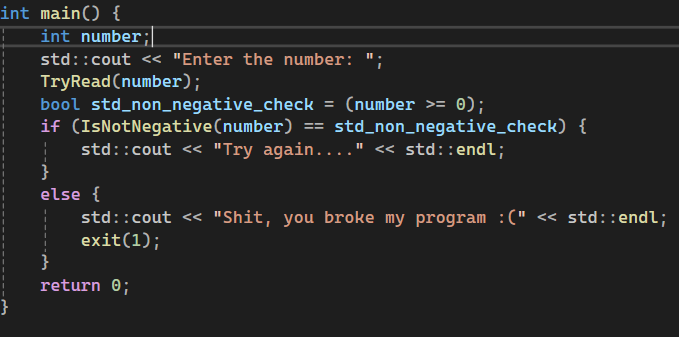 int main() {
    int number;
    std::cout << "Enter the number: ";
    TryRead(number);
    bool std_non_negative_check = (number >= 0);
    if (IsNotNegative(number) == std_non_negative_check) {
        std::cout << "Try again...." << std::endl;
    }
    else {
        std::cout << "Shit, you broke my program :(" << std::endl;
        exit(1);
    }
    return 0;
}